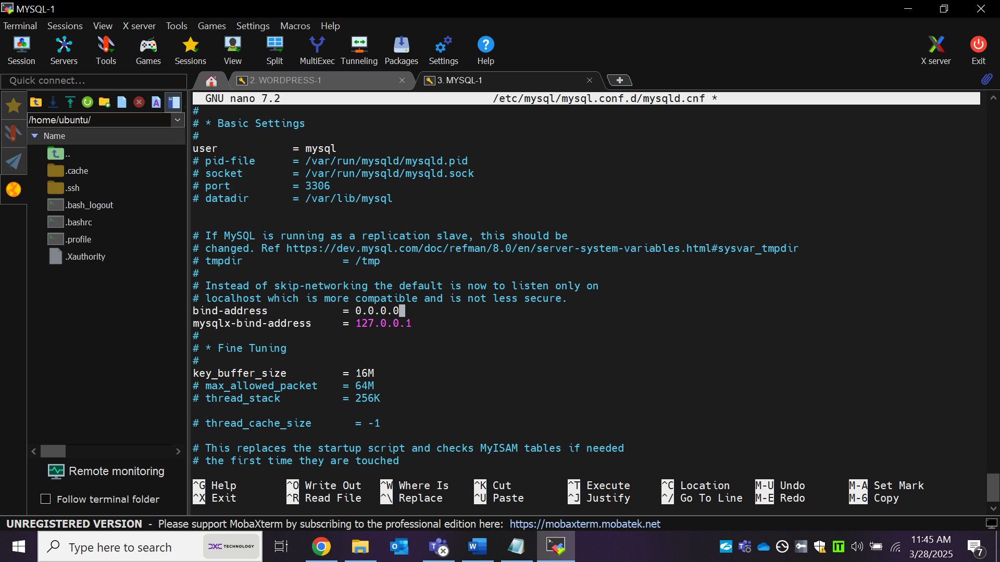 MYSQL-1
Terminal Sessions View X server Tools Games Settings Macros Help
Session Servers Tools Games Sessions View Split MultiExec Tunneling Packages Settings Help X server Exit
Quick connect...
2. WORDPRESS-1
3. MYSQL-1
/home/ubuntu/
Name
..
.cache
.ssh
.bash_logout
.bashrc
.profile
.Xauthority
Remote monitoring
Follow terminal folder
GNU nano 7.2 /etc/mysql/mysql.conf.d/mysqld.cnf *
#
# * Basic Settings
#
user = mysql
# pid-file = /var/run/mysqld/mysqld.pid
# socket = /var/run/mysqld/mysqld.sock
# port = 3306
# datadir = /var/lib/mysql
# If MySQL is running as a replication slave, this should be
# changed. Ref https://dev.mysql.com/doc/refman/8.0/en/server-system-variables.html#sysvar_tmpdir
# tmpdir = /tmp
#
# Instead of skip-networking the default is now to listen only on
# localhost which is more compatible and is not less secure.
bind-address = 0.0.0.0
mysqlx-bind-address = 127.0.0.1
#
# * Fine Tuning
#
key_buffer_size = 16M
# max_allowed_packet = 64M
# thread_stack = 256K
# thread_cache_size = -1
# This replaces the startup script and checks MyISAM tables if needed
# the first time they are touched
^G Help ^O Write Out ^W Where Is ^K Cut ^T Execute ^C Location M-U Undo M-A Set Mark
^X Exit ^R Read File ^\ Replace ^U Paste ^J Justify ^/ Go To Line M-E Redo M-6 Copy
UNREGISTERED VERSION - Please support MobaXterm by subscribing to the professional edition here: https://mobaxterm.mobatek.net
Type here to search
DXC TECHNOLOGY
IT
11:45 AM
3/28/2025
7